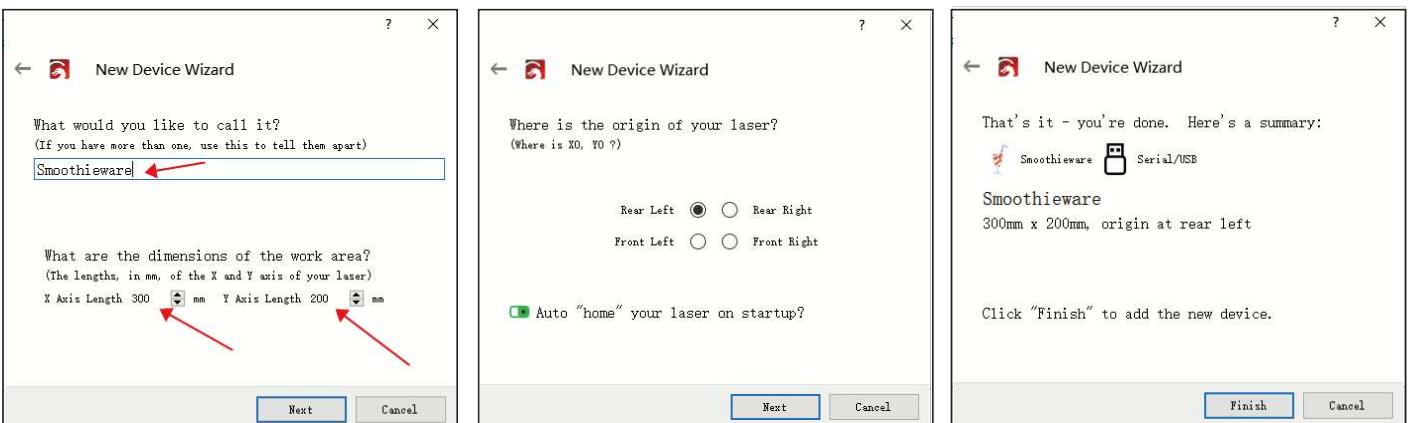 ? ×
← New Device Wizard
What would you like to call it?
(If you have more than one, use this to tell them apart)
Smoothieware
What are the dimensions of the work area?
(The lengths, in mm, of the X and Y axis of your laser)
X Axis Length 300 mm Y Axis Length 200 mm
Next Cancel
? ×
← New Device Wizard
Where is the origin of your laser?
(Where is X0, Y0 ?)
Rear Left Rear Right
Front Left Front Right
Auto "home" your laser on startup?
Next Cancel
? ×
← New Device Wizard
That's it - you're done. Here's a summary:
Smoothieware Serial/USB
Smoothieware
300mm x 200mm, origin at rear left
Click "Finish" to add the new device.
Finish Cancel